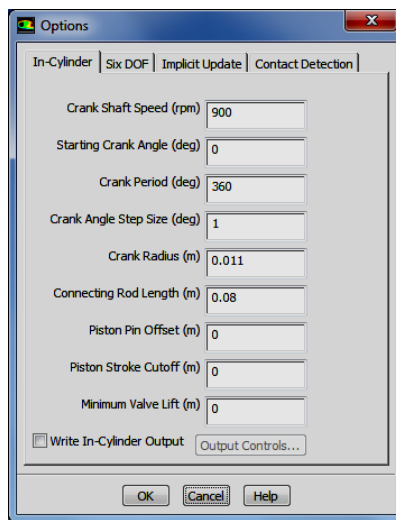 Options
In-Cylinder Six DOF Implicit Update Contact Detection
Crank Shaft Speed (rpm) 900
Starting Crank Angle (deg) 0
Crank Period (deg) 360
Crank Angle Step Size (deg) 1
Crank Radius (m) 0.011
Connecting Rod Length (m) 0.08
Piston Pin Offset (m) 0
Piston Stroke Cutoff (m) 0
Minimum Valve Lift (m) 0
Write In-Cylinder Output Output Controls...
OK Cancel Help